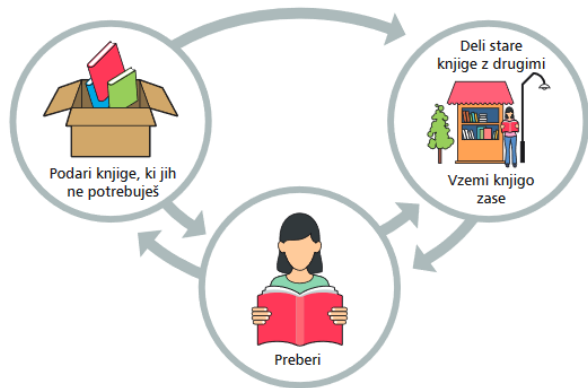 Podari knjige, ki jih
ne potrebuješ
Deli stare
knjige z drugimi
Vzemi knjigo
zase
Preberi